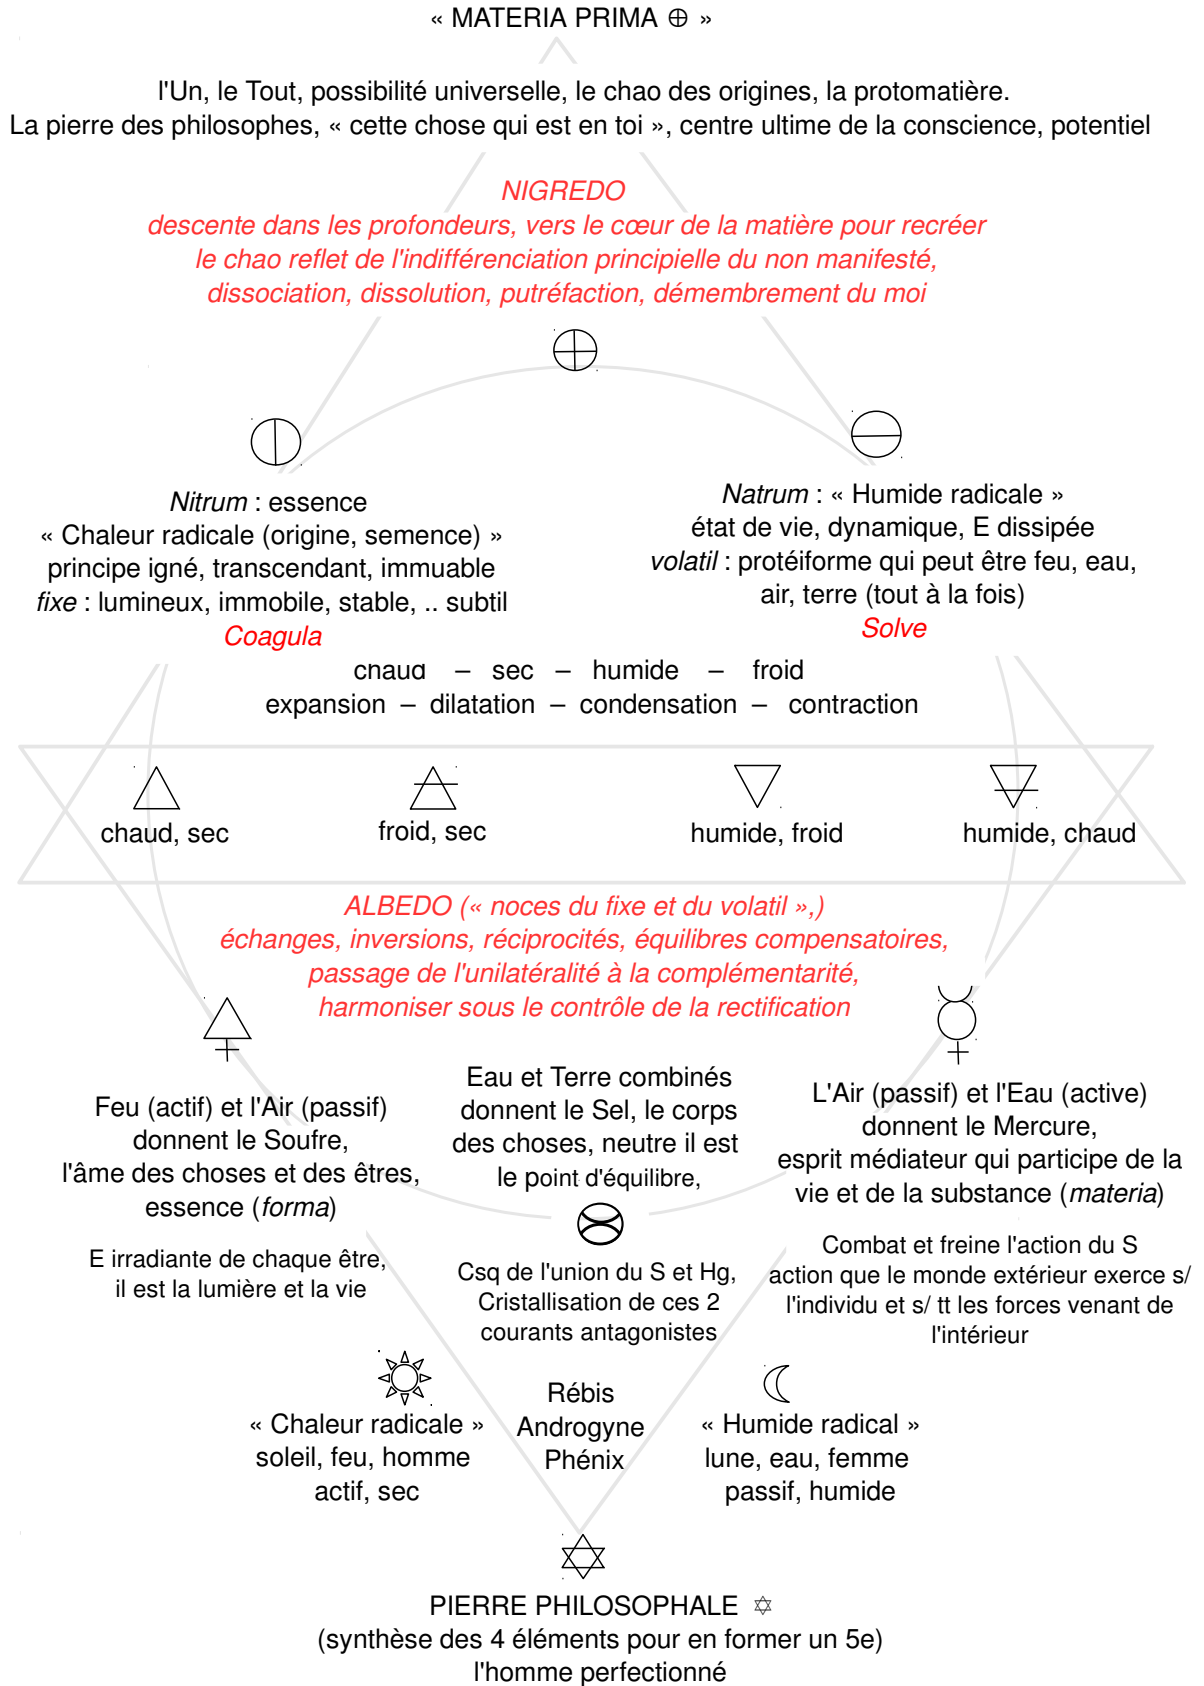 « MATERIA PRIMA ⊕ »
l'Un, le Tout, possibilité universelle, le chao des origines, la protomatière.
La pierre des philosophes, « cette chose qui est en toi », centre ultime de la conscience, potentiel
NIGREDO
descente dans les profondeurs, vers le cœur de la matière pour recréer
le chao reflet de l'indifférenciation principielle du non manifesté,
dissociation, dissolution, putréfaction, démembrement du moi
Nitrum : essence
« Chaleur radicale (origine, semence) »
principe igné, transcendant, immuable
fixe : lumineux, immobile, stable, .. subtil
Coagula
Natrum : « Humide radicale »
état de vie, dynamique, E dissipée
volatil : protéiforme qui peut être feu, eau,
air, terre (tout à la fois)
Solve
chaud – sec – humide – froid
expansion – dilatation – condensation – contraction
chaud, sec
froid, sec
humide, froid
humide, chaud
ALBEDO (« noces du fixe et du volatil »,)
échanges, inversions, réciprocités, équilibres compensatoires,
passage de l'unilatéralité à la complémentarité,
harmoniser sous le contrôle de la rectification
Feu (actif) et l'Air (passif)
donnent le Soufre,
l'âme des choses et des êtres,
essence (forma)
E irradiante de chaque être,
il est la lumière et la vie
Eau et Terre combinés
donnent le Sel, le corps
des choses, neutre il est
le point d'équilibre,
Csq de l'union du S et Hg,
Cristallisation de ces 2
courants antagonistes
L'Air (passif) et l'Eau (active)
donnent le Mercure,
esprit médiateur qui participe de la
vie et de la substance (materia)
Combat et freine l'action du S
action que le monde extérieur exerce s/
l'individu et s/ tt les forces venant de
l'intérieur
« Chaleur radicale »
soleil, feu, homme
actif, sec
Rébis
Androgyne
Phénix
« Humide radical »
lune, eau, femme
passif, humide
PIERRE PHILOSOPHALE ✡
(synthèse des 4 éléments pour en former un 5e)
l'homme perfectionné